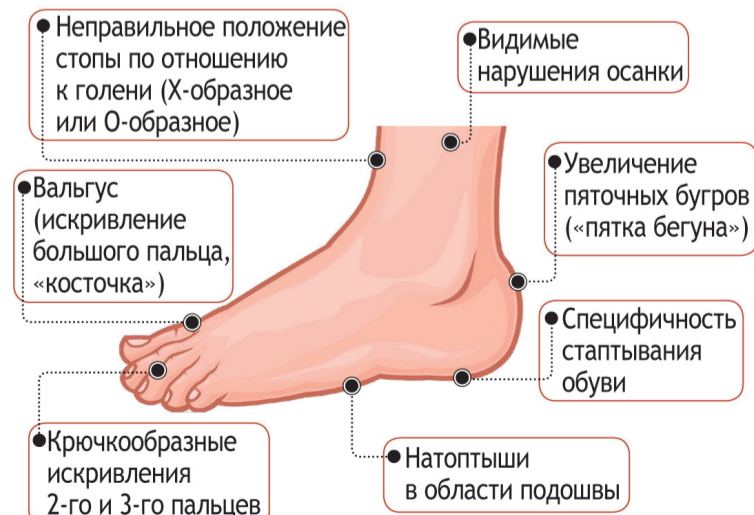 Неправильное положение
стопы по отношению
к голени (Х-образное
или О-образное)
Видимые
нарушения осанки
Вальгус
(искривление
большого пальца,
«косточка»)
Увеличение
пяточных бугров
(«пятка бегуна»)
Специфичность
стаптывания
обуви
Крючкообразные
искривления
2-го и 3-го пальцев
Натоптыши
в области подошвы